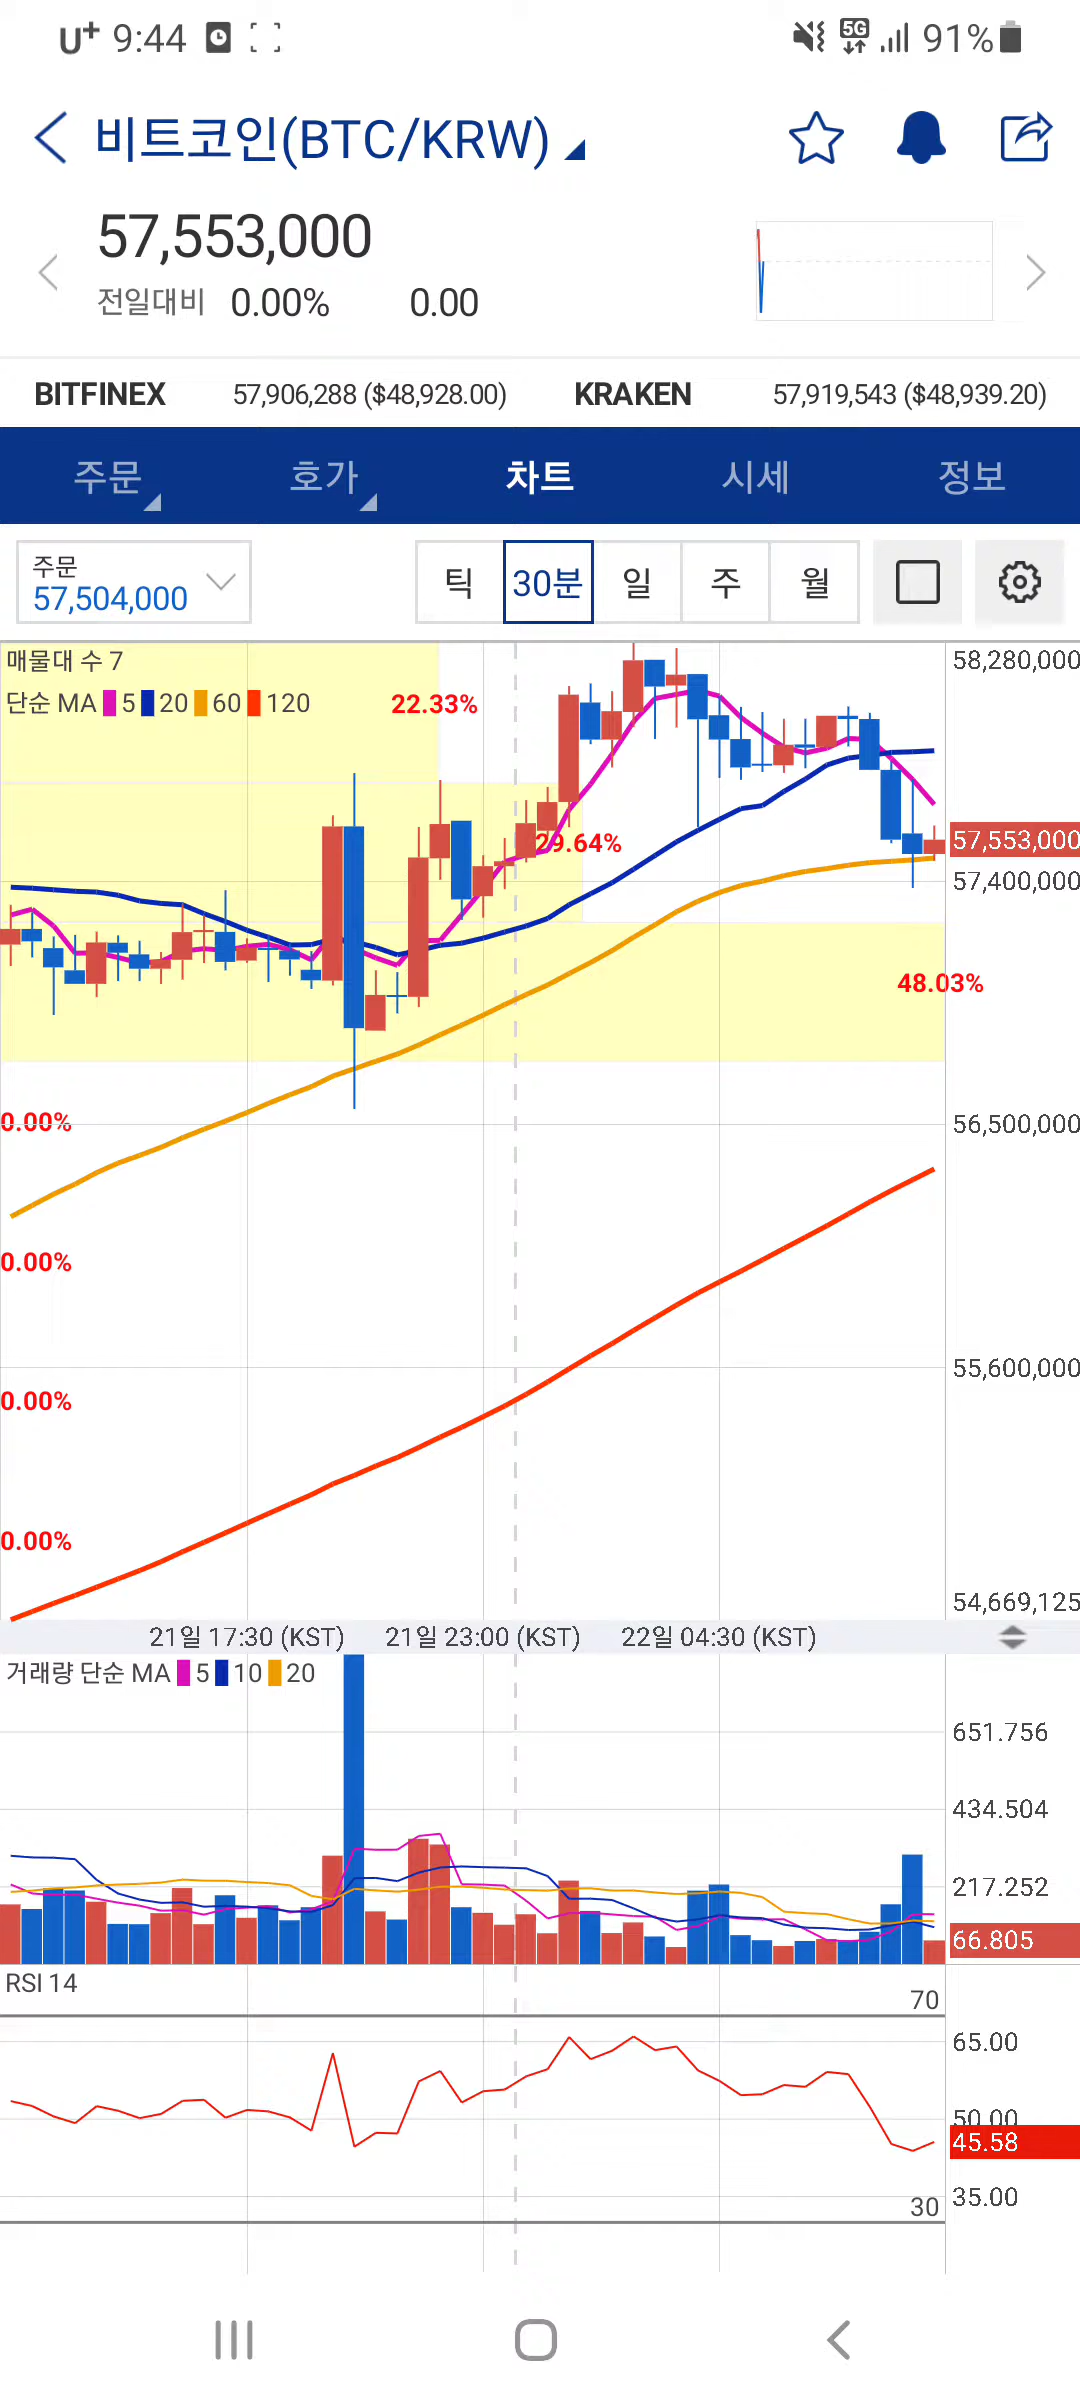 U+ 9:44 5G 91%
비트코인(BTC/KRW)
57,553,000
전일대비 0.00% 0.00
BITFINEX 57,906,288 ($48,928.00) KRAKEN 57,919,543 ($48,939.20)
주문 호가 차트 시세 정보
주문
57,504,000
틱 30분 일 주 월
매물대 수 7
단순 MA 5 20 60 120
22.33%
58,280,000
29.64%
57,553,000
57,400,000
48.03%
0.00%
56,500,000
0.00%
55,600,000
0.00%
0.00%
54,669,125
21일 17:30 (KST) 21일 23:00 (KST) 22일 04:30 (KST)
거래량 단순 MA 5 10 20
651.756
434.504
217.252
66.805
RSI 14
70
65.00
50.00
45.58
35.00
30